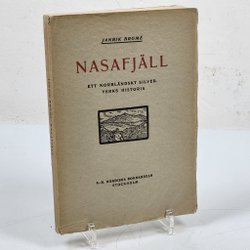 JANRIK BROMÉ
NASAFJÄLL
ETT NORRLÄNDSKT SILVER-
VERKS HISTORIA
A.-B. NORDISKA BOKHANDELN
STOCKHOLM